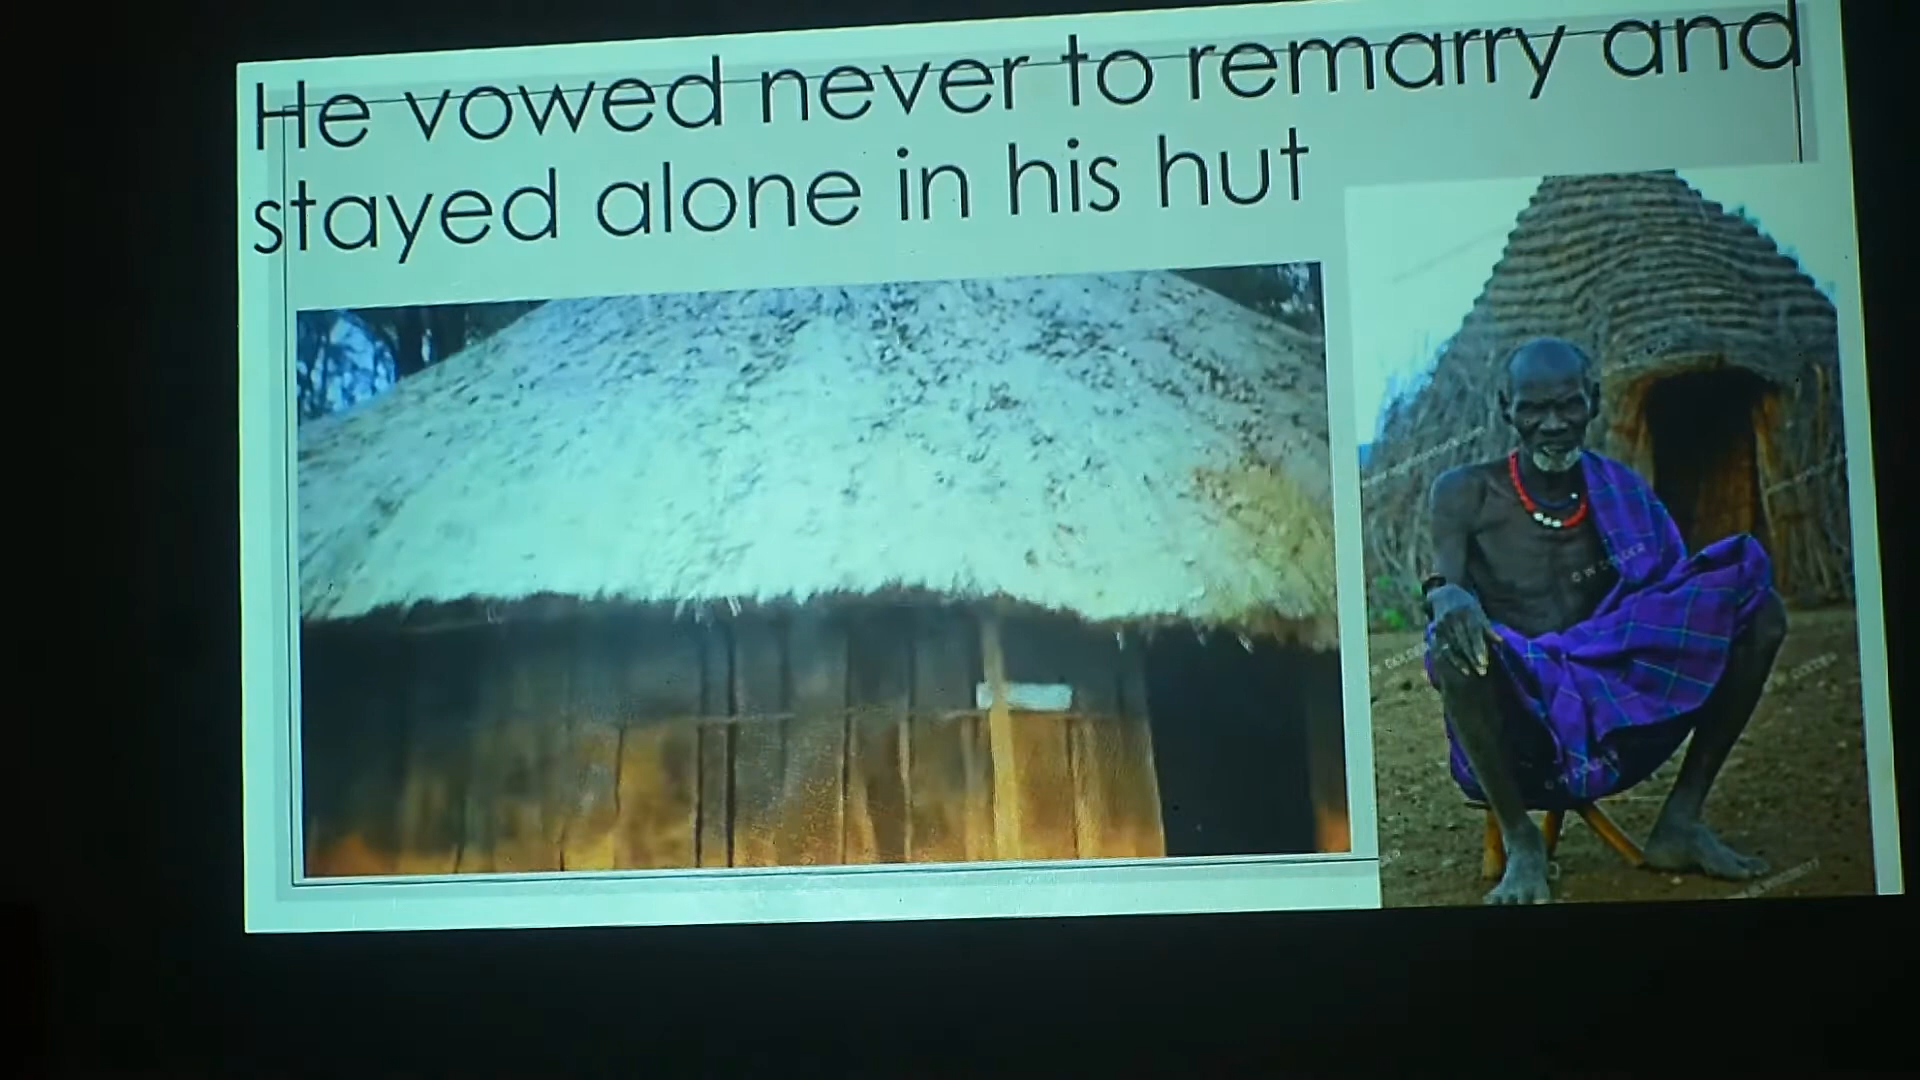 He vowed never to remarry and
stayed alone in his hut